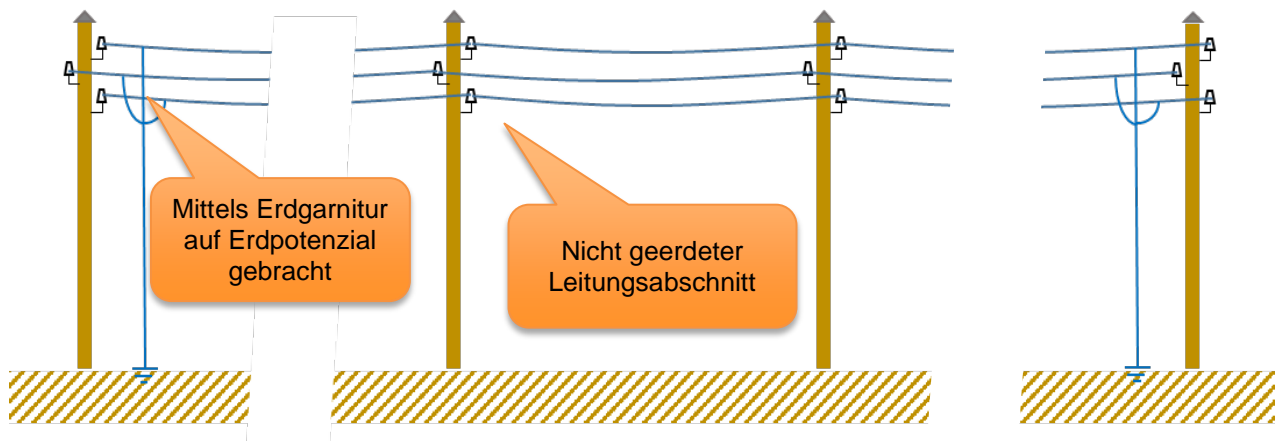 Mittels Erdgarnitur
auf Erdpotenzial
gebracht
Nicht geerdeter
Leitungsabschnitt